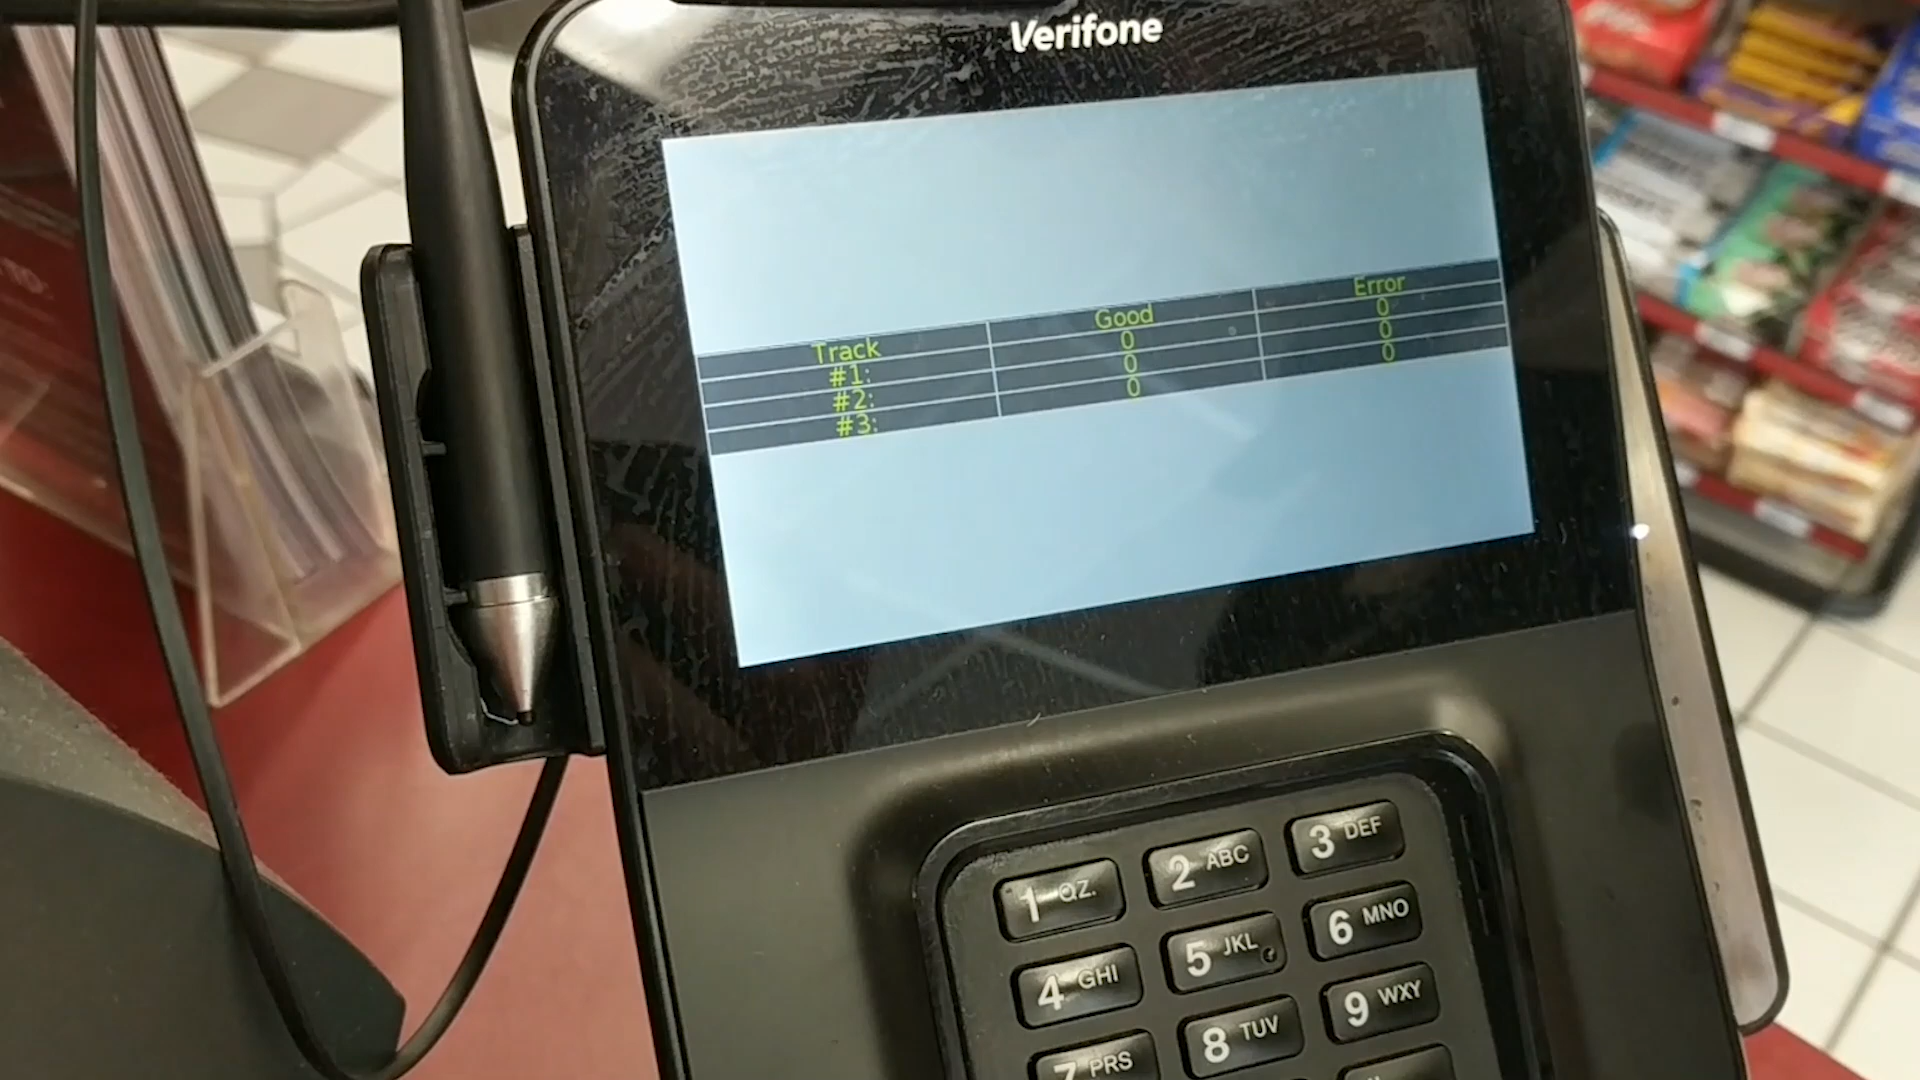 Verifone
Track Good Error
#1: 0 0
#2: 0 0
#3: 0 0
1 QZ. 2 ABC 3 DEF
4 GHI 5 JKL 6 MNO
7 PRS 8 TUV 9 WXY